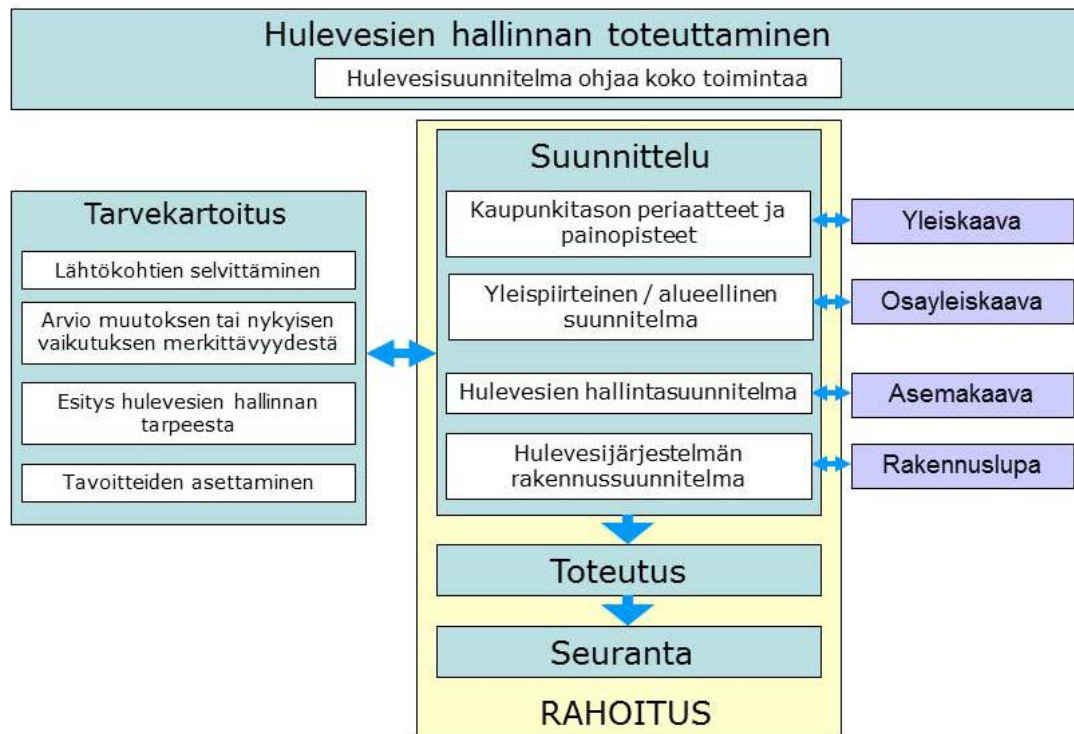 Hulevesien hallinnan toteuttaminen
Hulevesisuunnitelma ohjaa koko toimintaa
Tarvekartoitus
Lähtökohtien selvittäminen
Arvio muutoksen tai nykyisen
vaikutuksen merkittävyydestä
Esitys hulevesien hallinnan
tarpeesta
Tavoitteiden asettaminen
Suunnittelu
Kaupunkitason periaatteet ja
painopisteet
Yleispiirteinen / alueellinen
suunnitelma
Hulevesien hallintasuunnitelma
Hulevesijärjestelmän
rakennussuunnitelma
Yleiskaava
Osayleiskaava
Asemakaava
Rakennuslupa
Toteutus
Seuranta
RAHOITUS